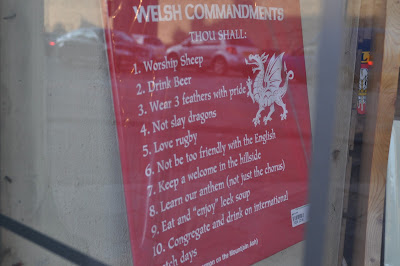 WELSH COMMANDMENTS
THOU SHALL:
1. Worship Sheep
2. Drink Beer
3. Wear 3 feathers with pride
4. Not slay dragons
5. Love rugby
6. Not be too friendly with the English
7. Keep a welcome in the hillside
8. Learn our anthem (not just the chorus)
9. Eat and "enjoy" leek soup
10. Congregate and drink on international
days
on the Mountain